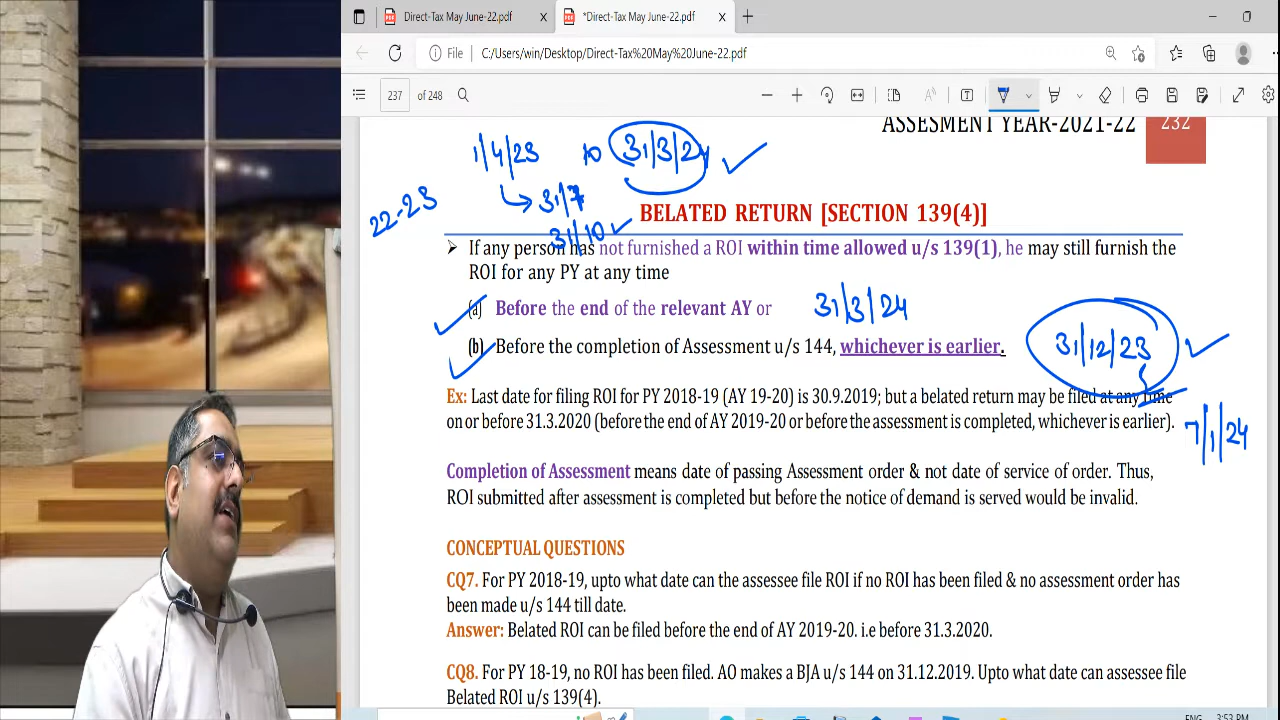 Direct-Tax May June-22.pdf
*Direct-Tax May June-22.pdf
File
C:/Users/win/Desktop/Direct-Tax%20May%20June-22.pdf
237 of 248
ASSESMENT YEAR-2021-22 232
1/4/23 to 31/3/24
22-23
31/7
31/10
BELATED RETURN [SECTION 139(4)]
➢ If any person has not furnished a ROI within time allowed u/s 139(1), he may still furnish the
ROI for any PY at any time
(a) Before the end of the relevant AY or 31/3/24
(b) Before the completion of Assessment u/s 144, whichever is earlier. 31/12/23
Ex: Last date for filing ROI for PY 2018-19 (AY 19-20) is 30.9.2019; but a belated return may be filed at any time
on or before 31.3.2020 (before the end of AY 2019-20 or before the assessment is completed, whichever is earlier). 7/1/24
Completion of Assessment means date of passing Assessment order & not date of service of order. Thus,
ROI submitted after assessment is completed but before the notice of demand is served would be invalid.
CONCEPTUAL QUESTIONS
CQ7. For PY 2018-19, upto what date can the assessee file ROI if no ROI has been filed & no assessment order has
been made u/s 144 till date.
Answer: Belated ROI can be filed before the end of AY 2019-20. i.e before 31.3.2020.
CQ8. For PY 18-19, no ROI has been filed. AO makes a BJA u/s 144 on 31.12.2019. Upto what date can assessee file
Belated ROI u/s 139(4).
ENG 3:53 PM